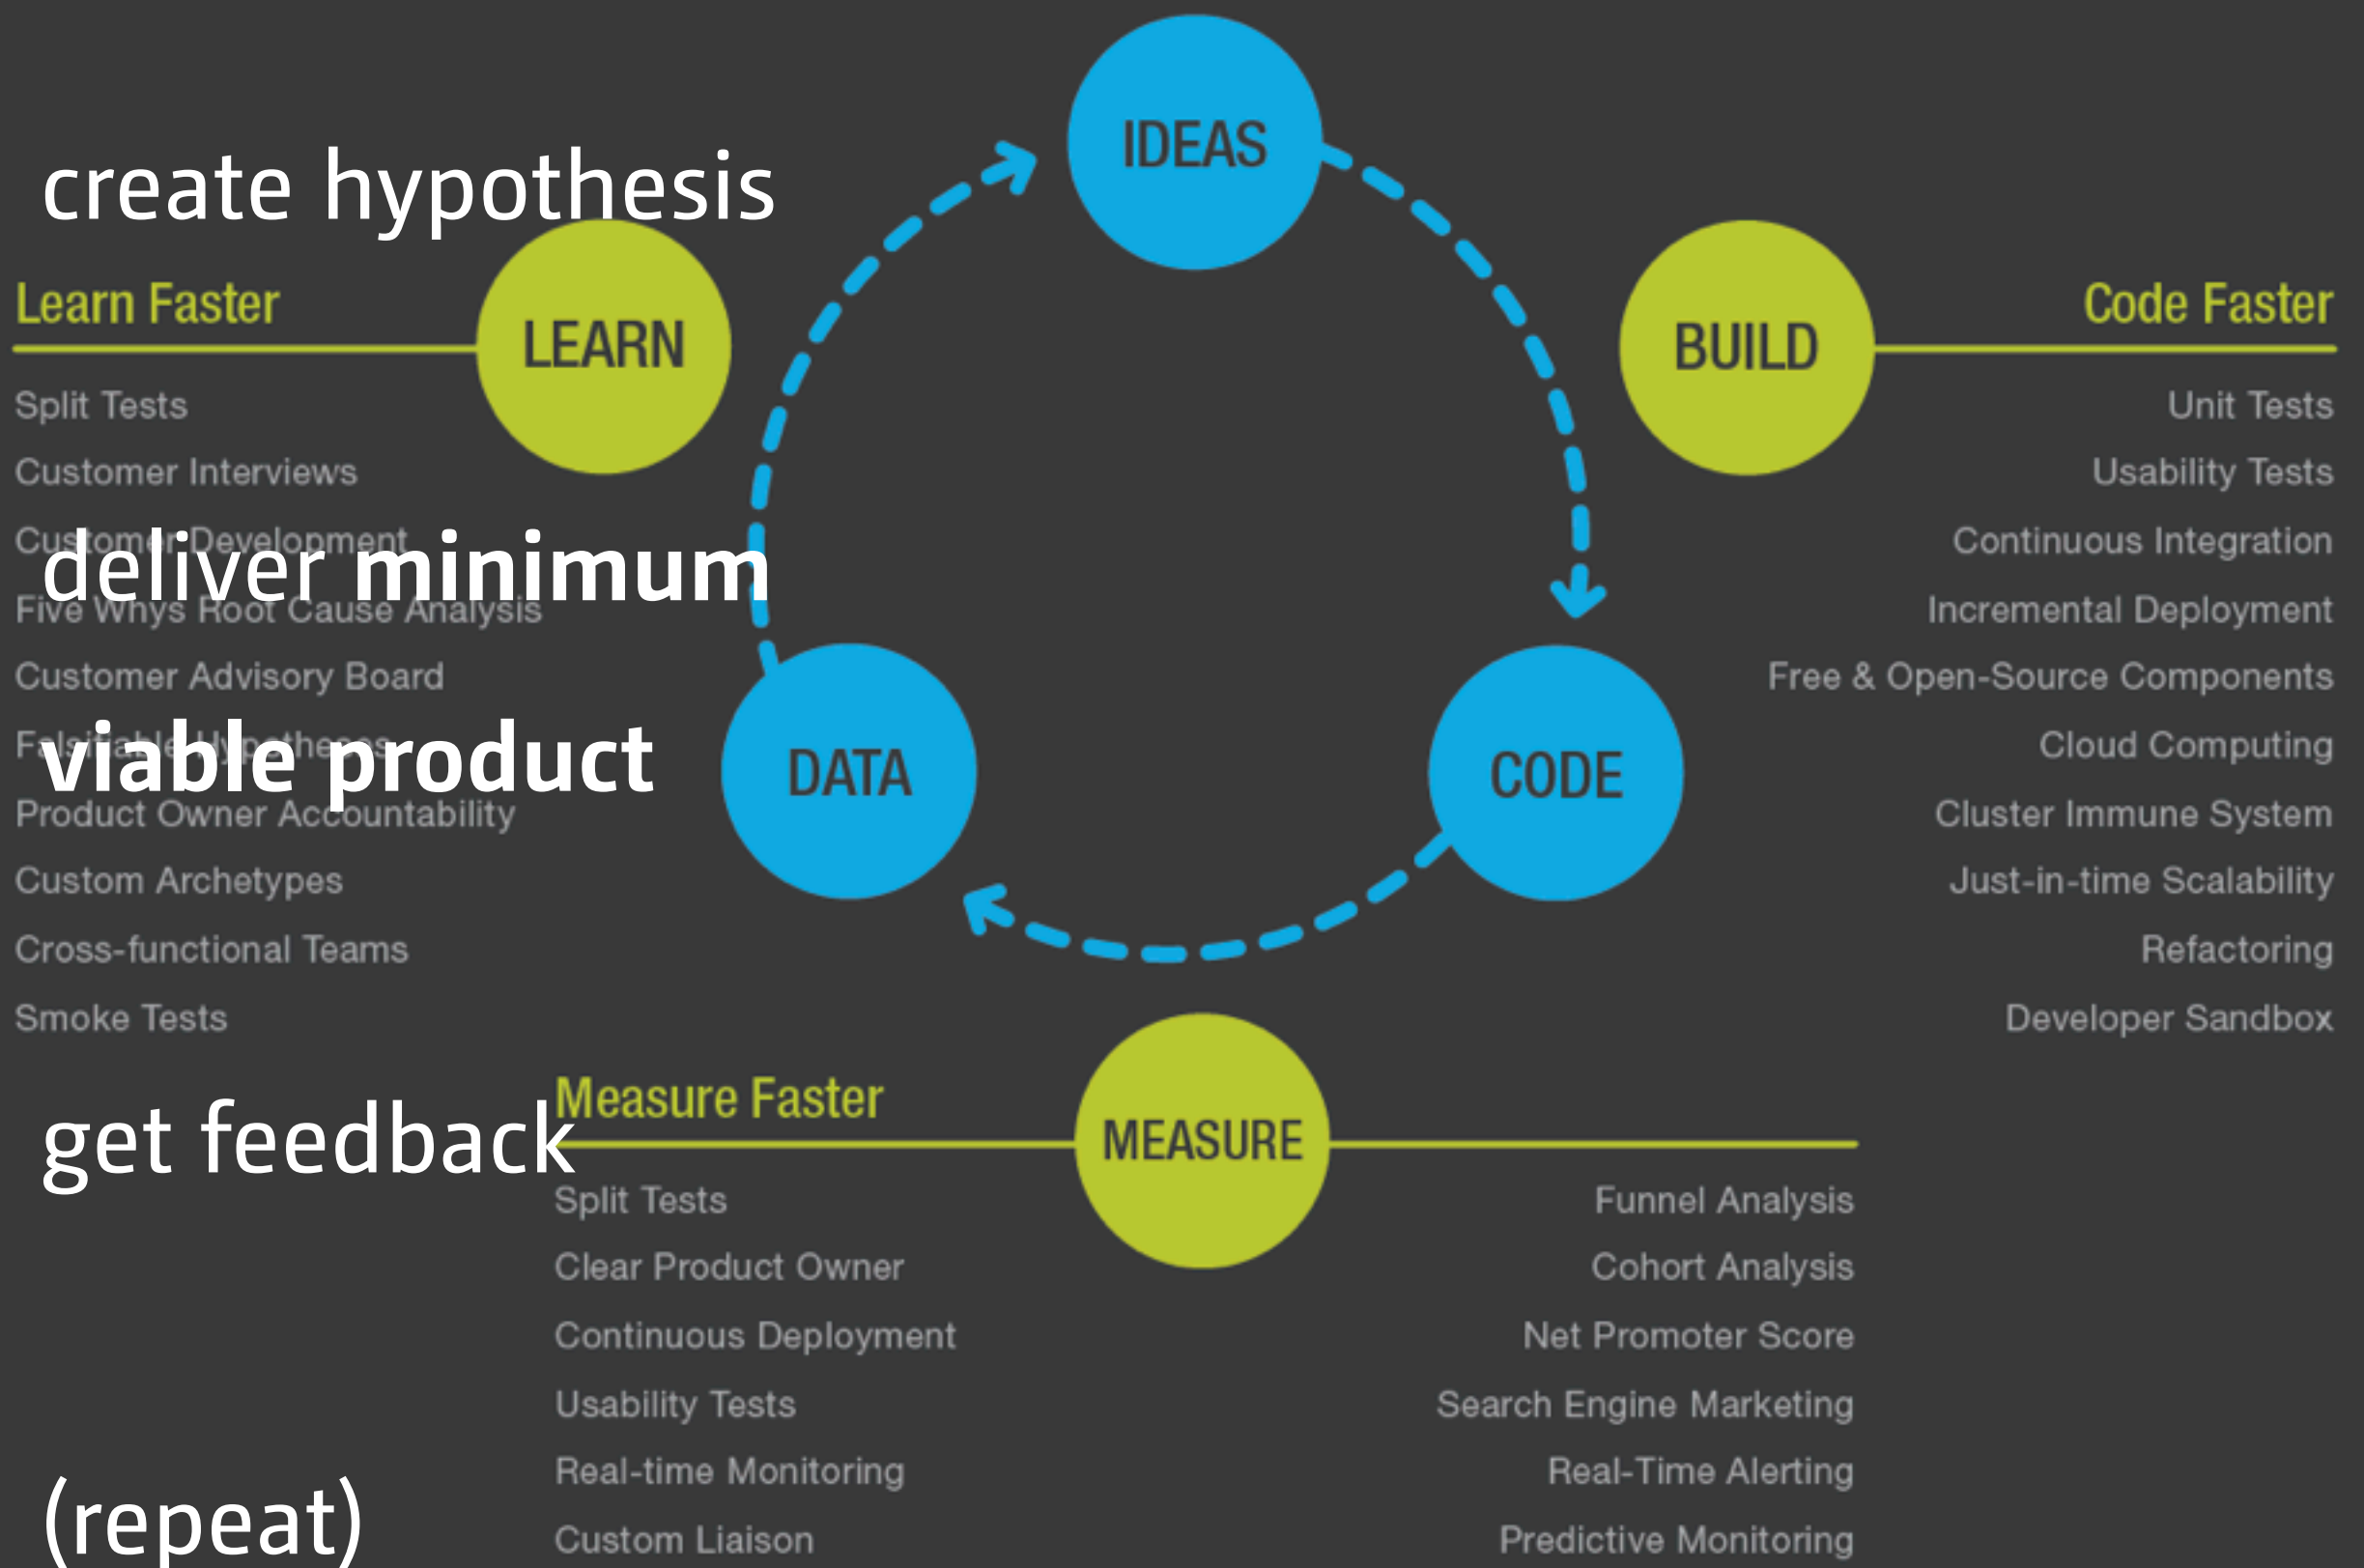 create hypothesis
deliver minimum
viable product
get feedback
(repeat)
IDEAS
LEARN
BUILD
DATA
CODE
MEASURE
Learn Faster
Split Tests
Customer Interviews
Customer Development
Five Whys Root Cause Analysis
Customer Advisory Board
Falsifiable Hypotheses
Product Owner Accountability
Custom Archetypes
Cross-functional Teams
Smoke Tests
Code Faster
Unit Tests
Usability Tests
Continuous Integration
Incremental Deployment
Free & Open-Source Components
Cloud Computing
Cluster Immune System
Just-in-time Scalability
Refactoring
Developer Sandbox
Measure Faster
Split Tests
Clear Product Owner
Continuous Deployment
Usability Tests
Real-time Monitoring
Custom Liaison
Funnel Analysis
Cohort Analysis
Net Promoter Score
Search Engine Marketing
Real-Time Alerting
Predictive Monitoring